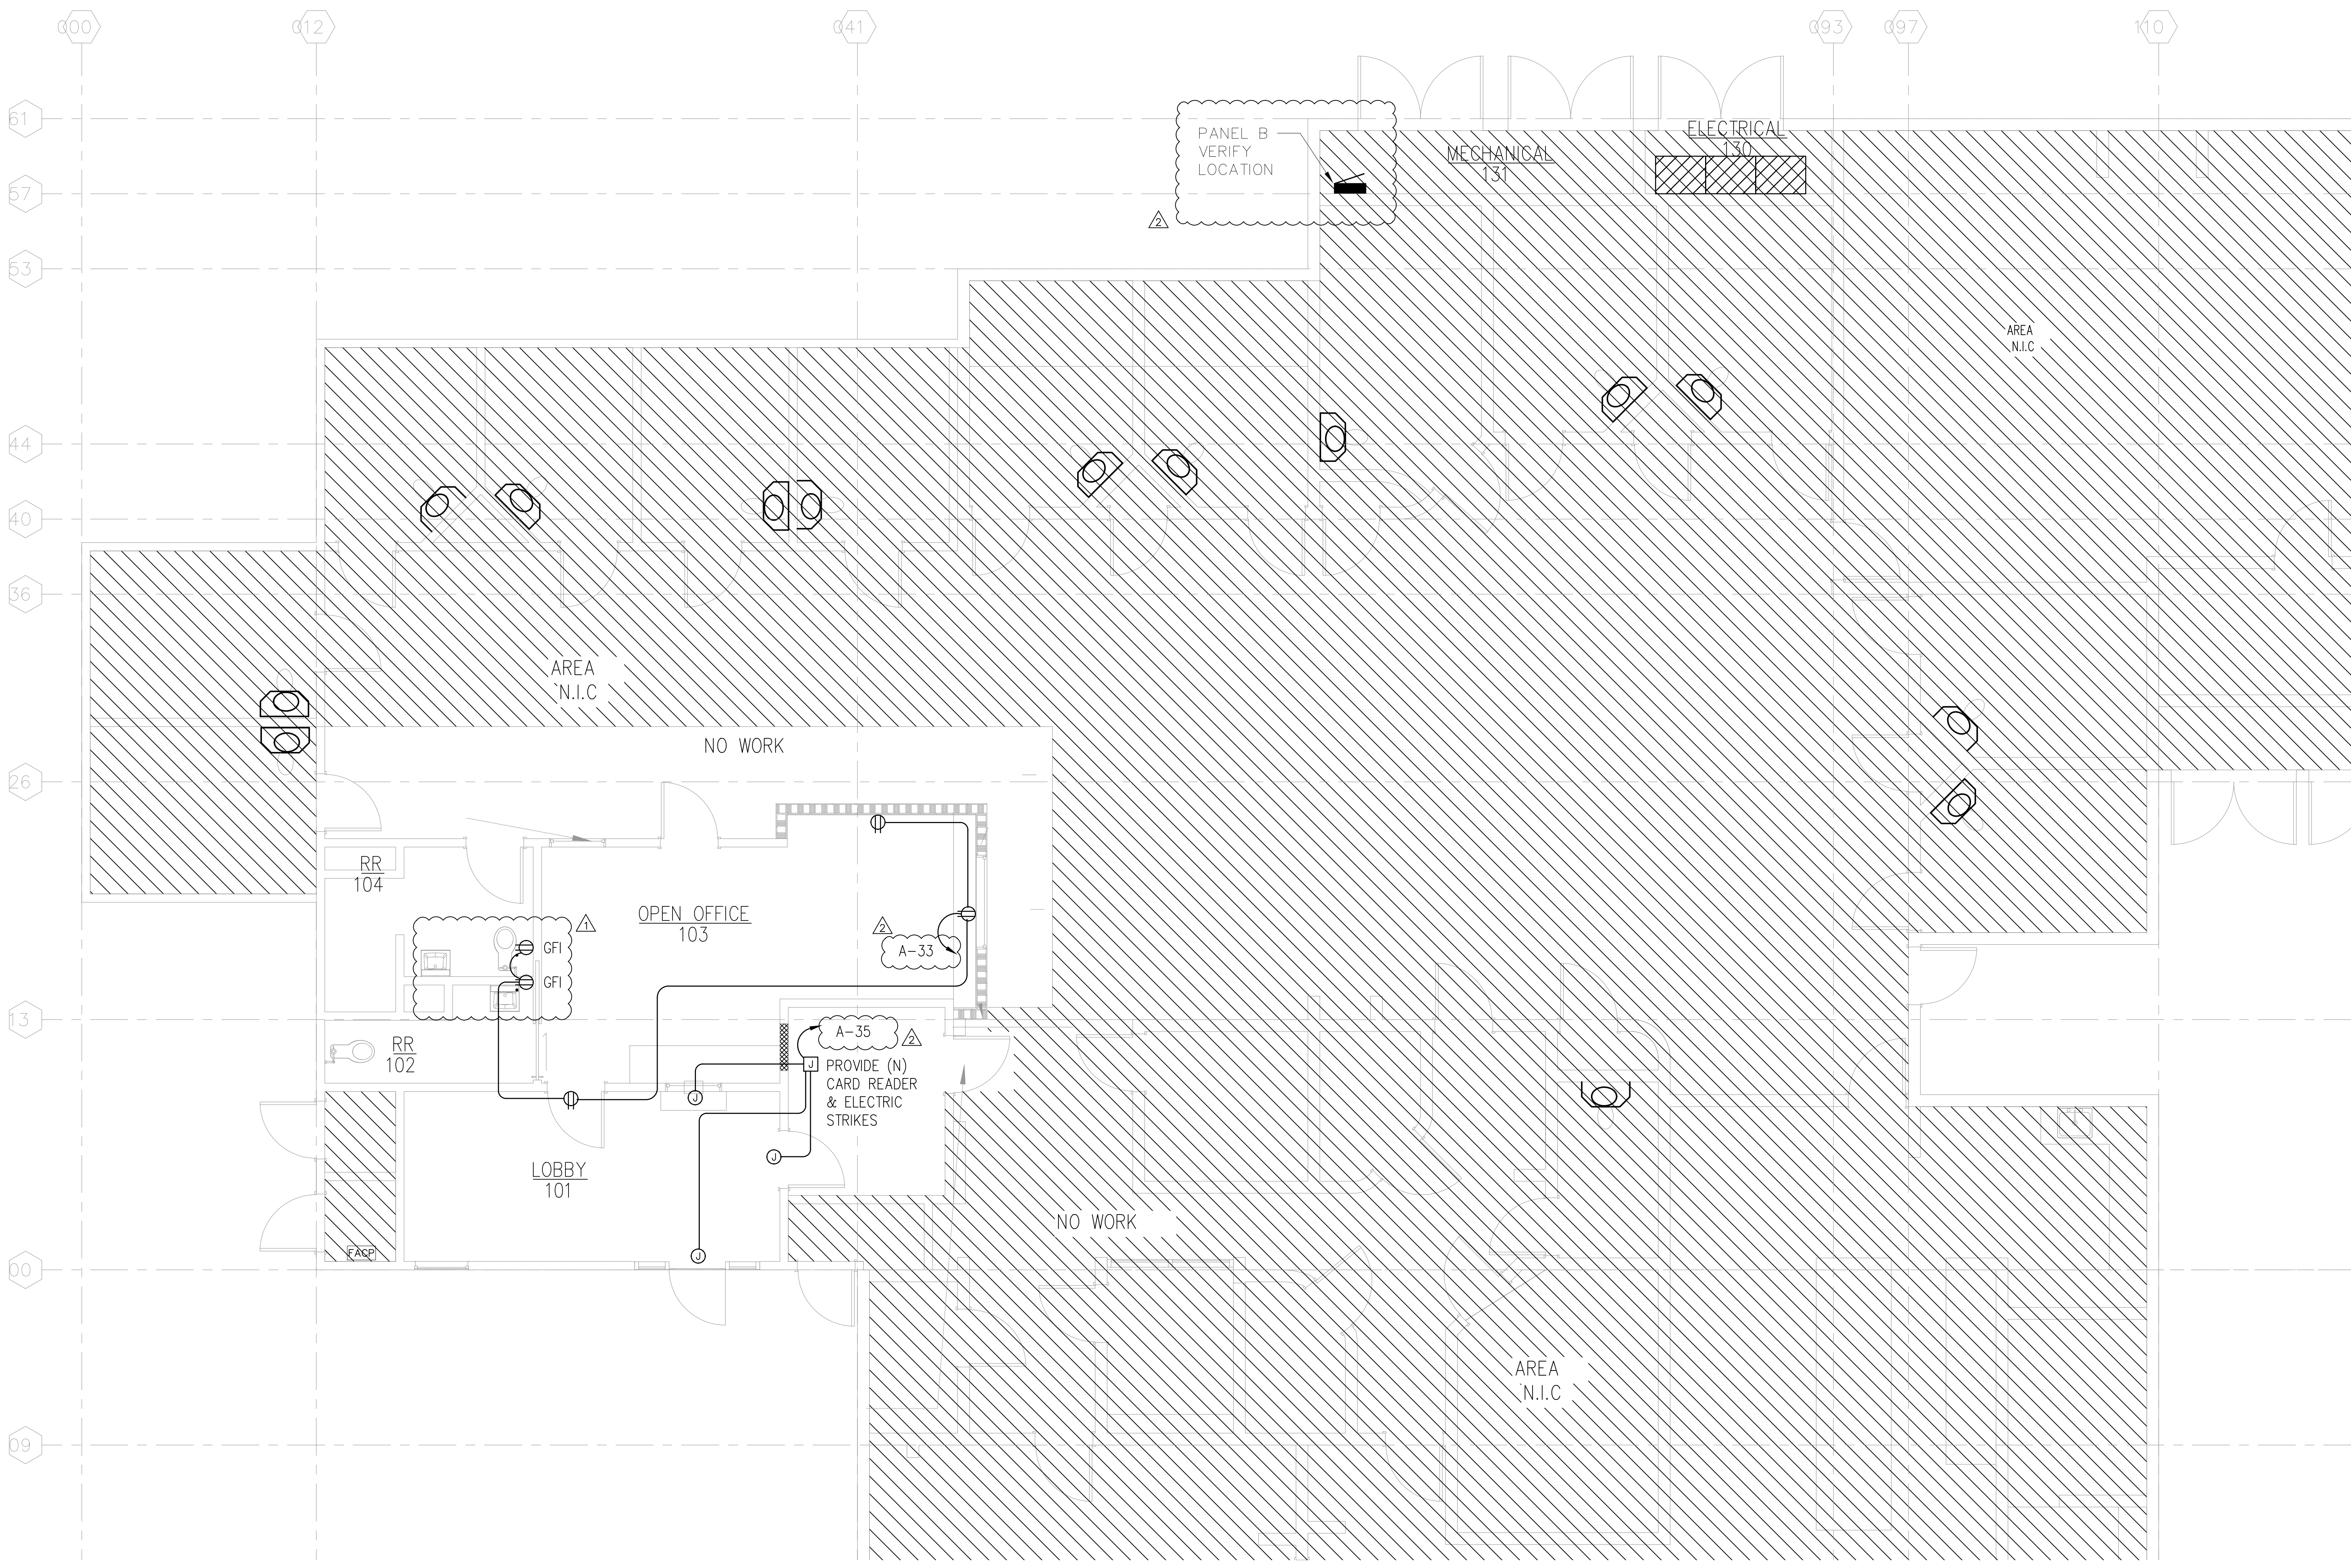 000
012
041
093
097
110
61
57
53
44
40
36
26
13
00
09
PANEL B
VERIFY
LOCATION
2
MECHANICAL
131
ELECTRICAL
130
AREA
N.I.C
AREA
N.I.C
NO WORK
RR
104
OPEN OFFICE
103
1
GFI
GFI
2
A-33
A-35
2
RR
102
J
PROVIDE (N)
CARD READER
& ELECTRIC
STRIKES
J
J
LOBBY
101
J
FACP
NO WORK
AREA
N.I.C